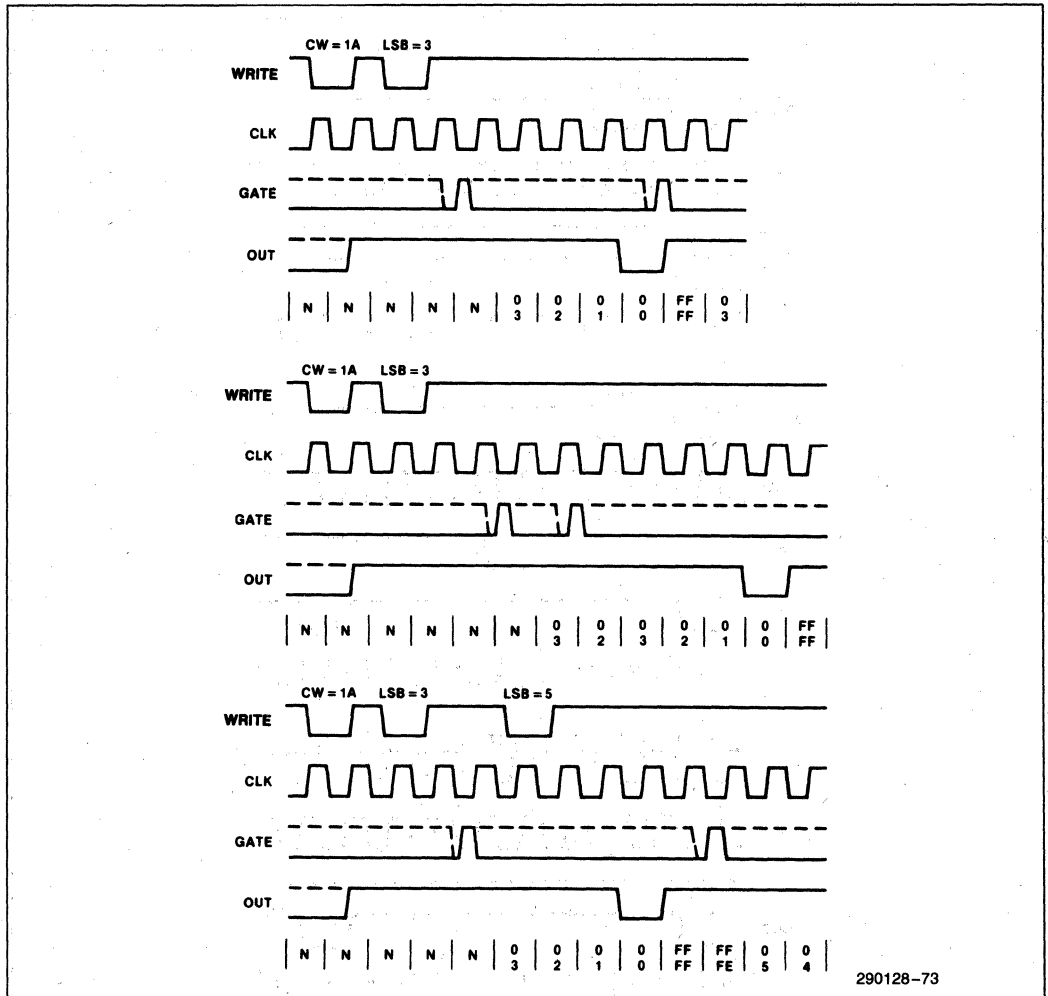 CW = 1A LSB = 3
WRITE
CLK
GATE
OUT
N N N N N 0 0 0 0 FF 0
3 2 1 0 FF 3
CW = 1A LSB = 3
WRITE
CLK
GATE
OUT
N N N N N N 0 0 0 0 0 0 FF
3 2 3 2 1 0 FF
CW = 1A LSB = 3 LSB = 5
WRITE
CLK
GATE
OUT
N N N N N 0 0 0 0 FF FF 0 0
3 2 1 0 FF FE 5 4
290128-73